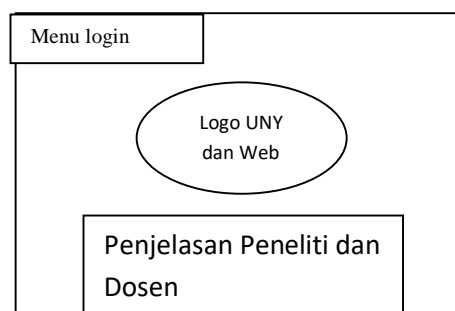 Menu login
Logo UNY
dan Web
Penjelasan Peneliti dan
Dosen